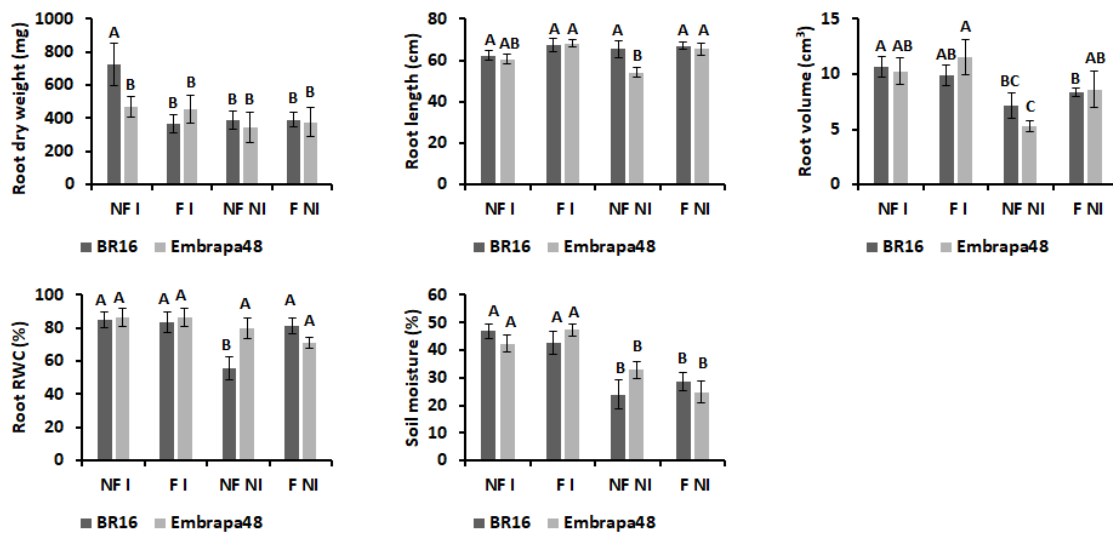 Root dry weight (mg)
1000
800
600
400
200
0
A
B
B
B
B
B
B
B
NF I
F I
NF NI
F NI
BR16
Embrapa48
Root length (cm)
80
60
40
20
0
A
AB
A
A
A
B
A
A
NF I
F I
NF NI
F NI
BR16
Embrapa48
Root volume (cm³)
15
10
5
0
A
AB
AB
A
BC
C
B
AB
NF I
F I
NF NI
F NI
BR16
Embrapa48
Root RWC (%)
100
80
60
40
20
0
A
A
A
A
B
A
A
A
NF I
F I
NF NI
F NI
BR16
Embrapa48
Soil moisture (%)
60
50
40
30
20
10
0
A
A
A
A
B
B
B
B
NF I
F I
NF NI
F NI
BR16
Embrapa48